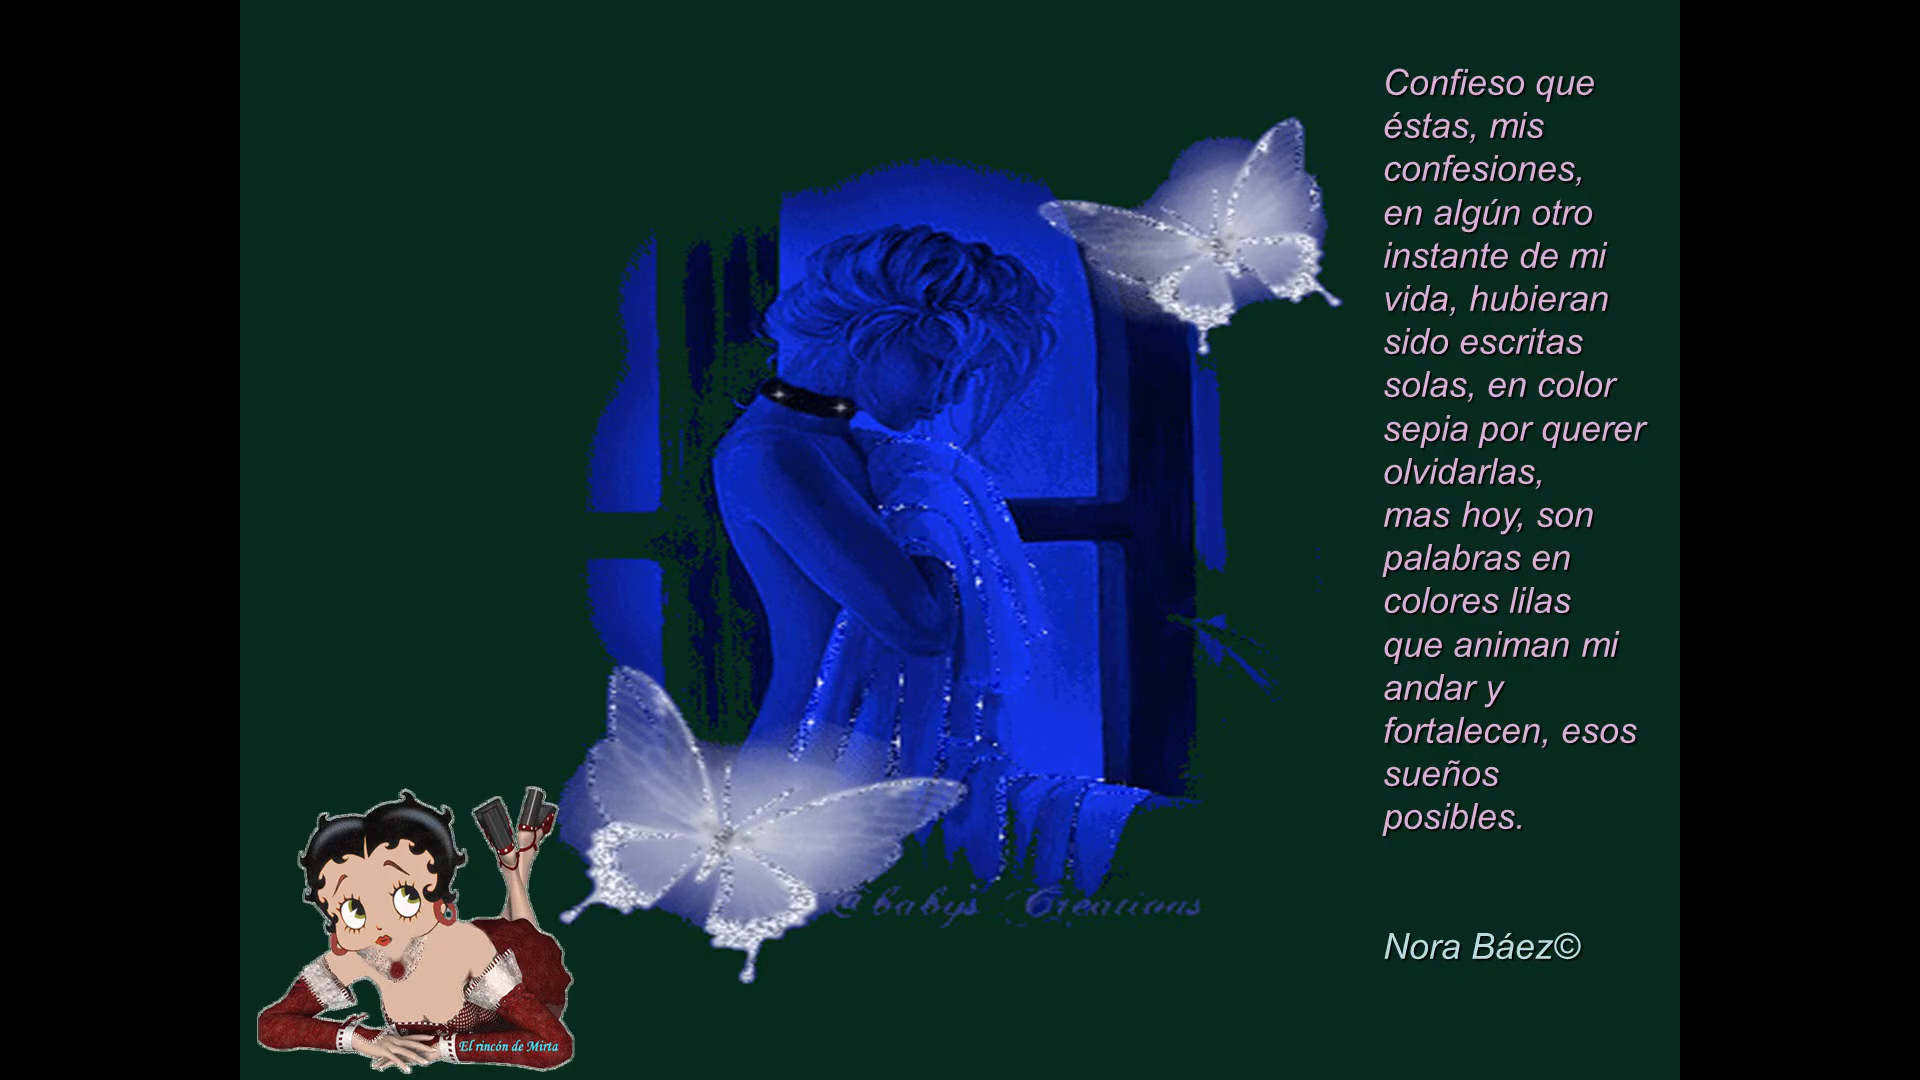 Confieso que
éstas, mis
confesiones,
en algún otro
instante de mi
vida, hubieran
sido escritas
solas, en color
sepia por querer
olvidarlas,
mas hoy, son
palabras en
colores lilas
que animan mi
andar y
fortalecen, esos
sueños
posibles.
Nora Báez©
@baby's Creations
El rincón de Mirta